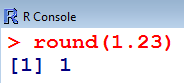 R Console
> round(1.23)
[1] 1